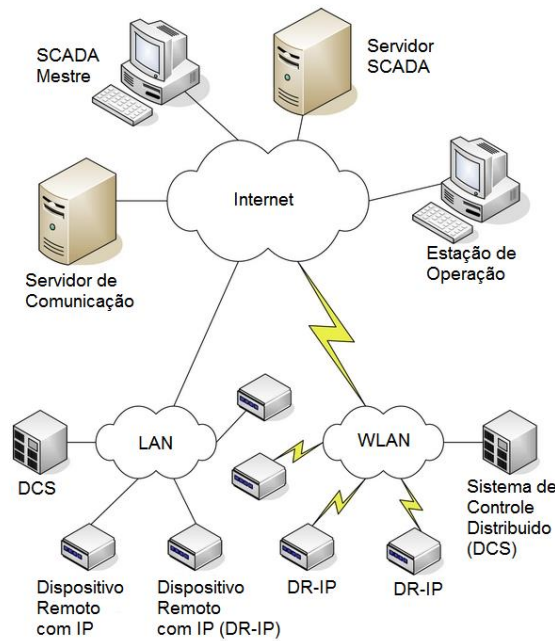 SCADA
Mestre
Servidor
SCADA
Internet
Servidor de
Comunicação
Estação de
Operação
LAN
WLAN
DCS
Sistema de
Controle
Distribuido
(DCS)
Dispositivo
Remoto
com IP
Dispositivo
Remoto
com IP (DR-IP)
DR-IP
DR-IP